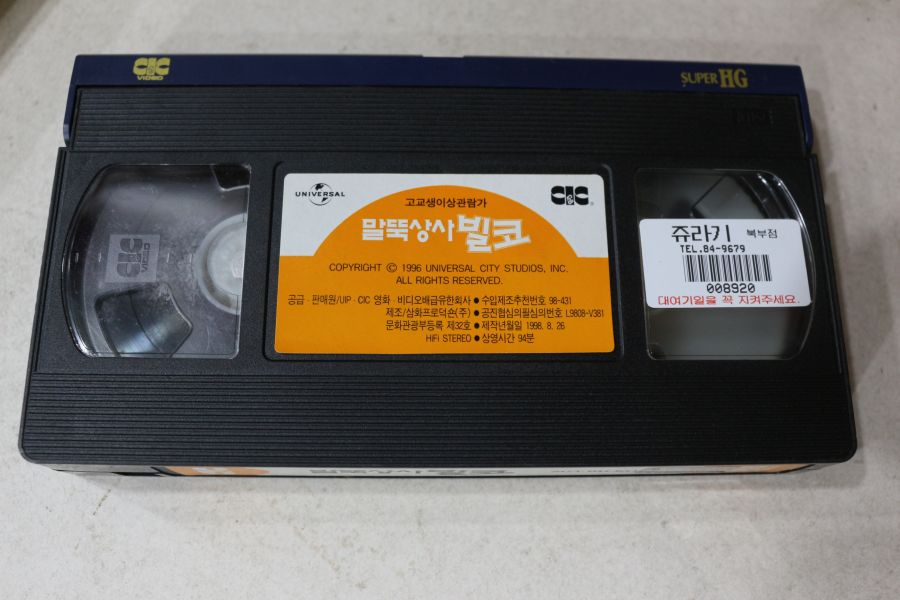 CIC VIDEO
SUPER HG
UNIVERSAL
고교생이상관람가
CIC
말뚝상사 빌코
COPYRIGHT © 1996 UNIVERSAL CITY STUDIOS, INC.
ALL RIGHTS RESERVED.
공급·판매원/UIP·CIC 영화·비디오배급유한회사 ● 수입제조추천번호 98-431
제조/삼화프로덕숀(주) ● 공진협심의필심의번호 L9808-V381
문화관광부등록 제32호 ● 제작년월일 1998. 8. 26
HiFi STEREO ● 상영시간 94분
CIC VIDEO
쥬라기 북부점
TEL.84-9679
008920
대여기일을 꼭 지켜주세요.